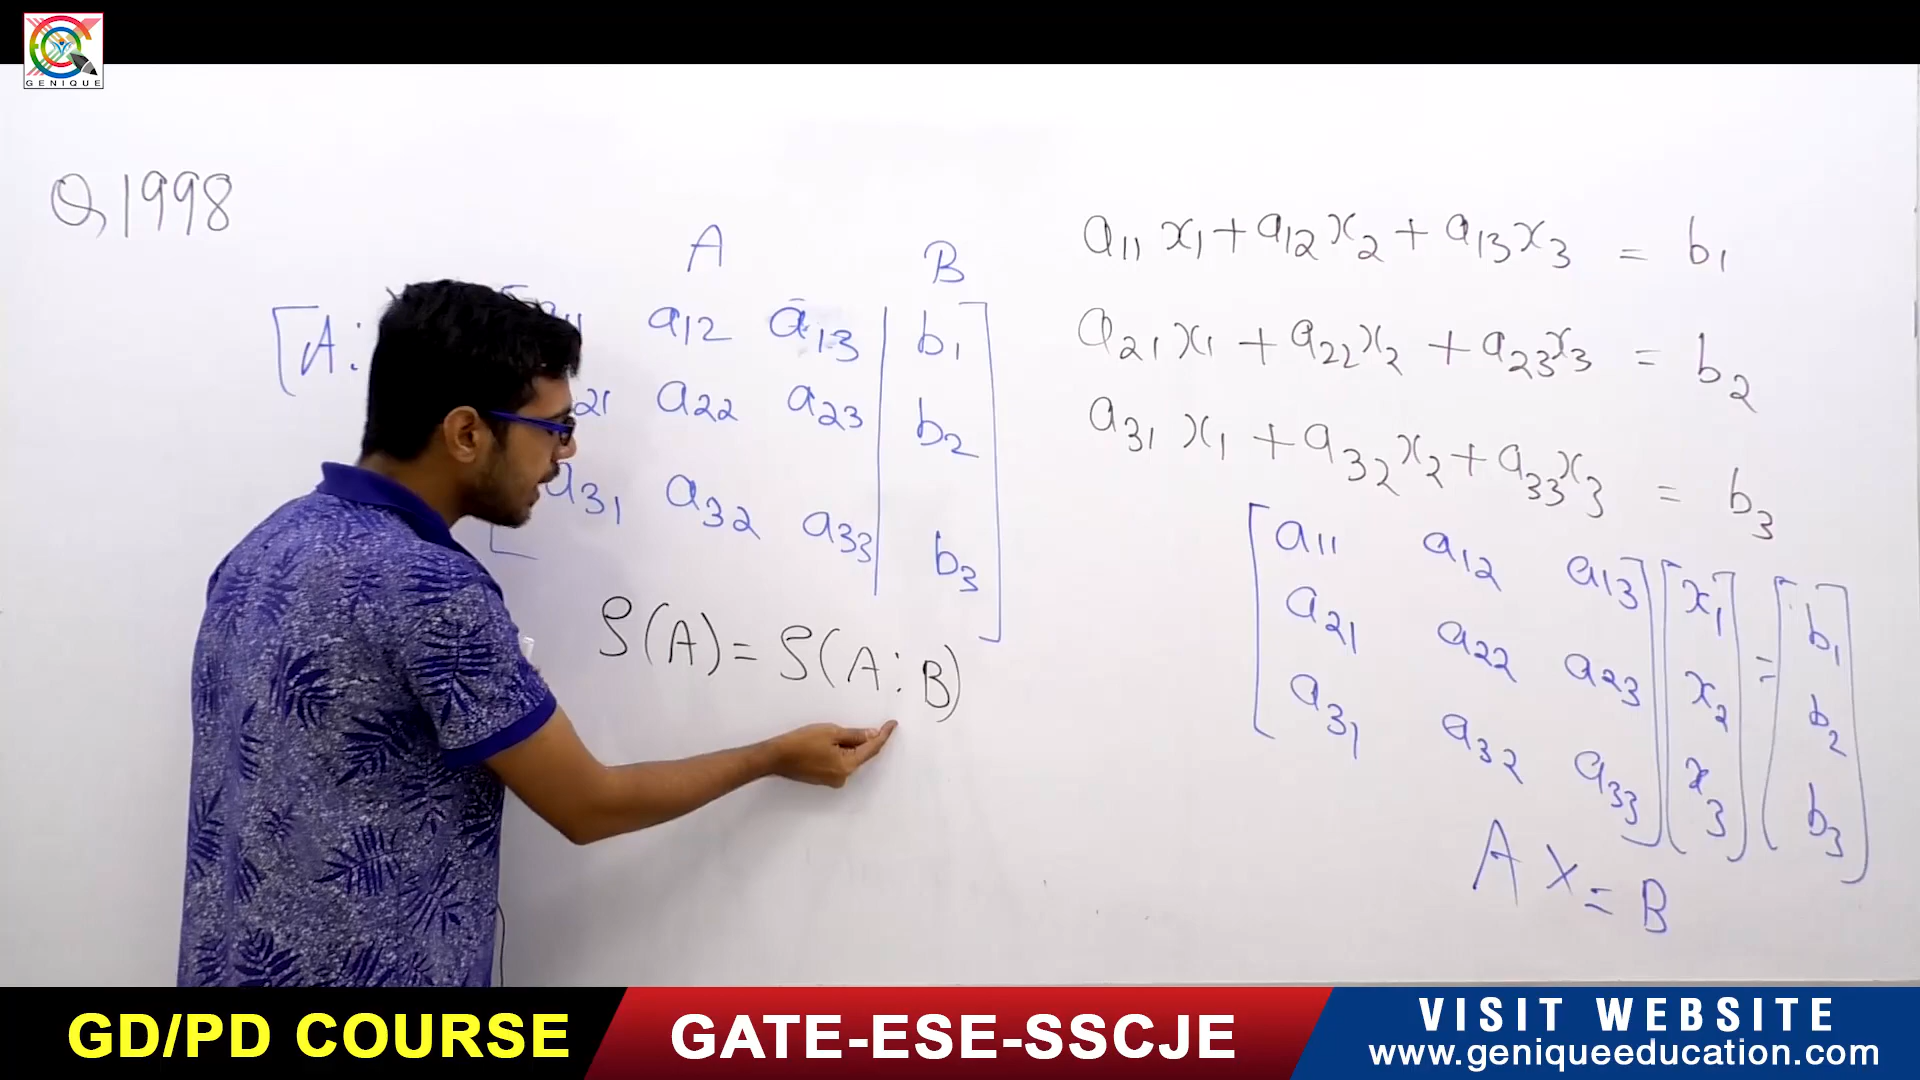 GENIQUE
Q, 1998
A B
[A:
a12 a13 b1
21 a22 a23 b2
a31 a32 a33 b3
ρ(A) = ρ(A:B)
a11 x1 + a12 x2 + a13 x3 = b1
a21 x1 + a22 x2 + a23 x3 = b2
a31 x1 + a32 x2 + a33 x3 = b3
a11 a12 a13 x1 = b1
a21 a22 a23 x2 b2
a31 a32 a33 x3 b3
A X = B
GD/PD COURSE
GATE-ESE-SSCJE
VISIT WEBSITE
www.geniqueeducation.com